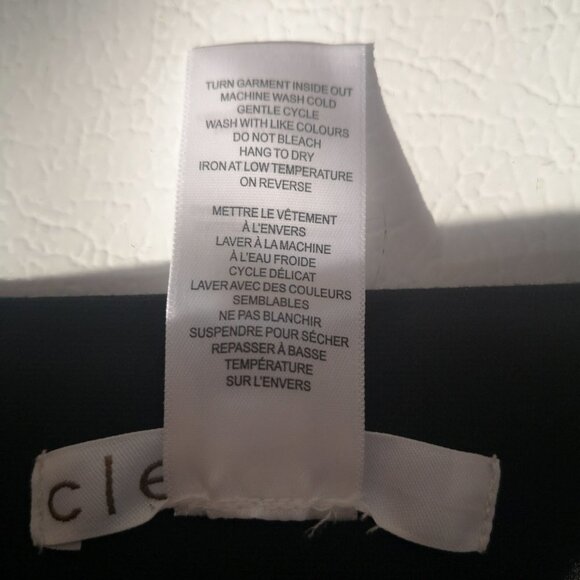 TURN GARMENT INSIDE OUT
MACHINE WASH COLD
GENTLE CYCLE
WASH WITH LIKE COLOURS
DO NOT BLEACH
HANG TO DRY
IRON AT LOW TEMPERATURE
ON REVERSE
METTRE LE VÊTEMENT
À L'ENVERS
LAVER À LA MACHINE
À L'EAU FROIDE
CYCLE DÉLICAT
LAVER AVEC DES COULEURS
SEMBLABLES
NE PAS BLANCHIR
SUSPENDRE POUR SÉCHER
REPASSER À BASSE
TEMPÉRATURE
SUR L'ENVERS
cle